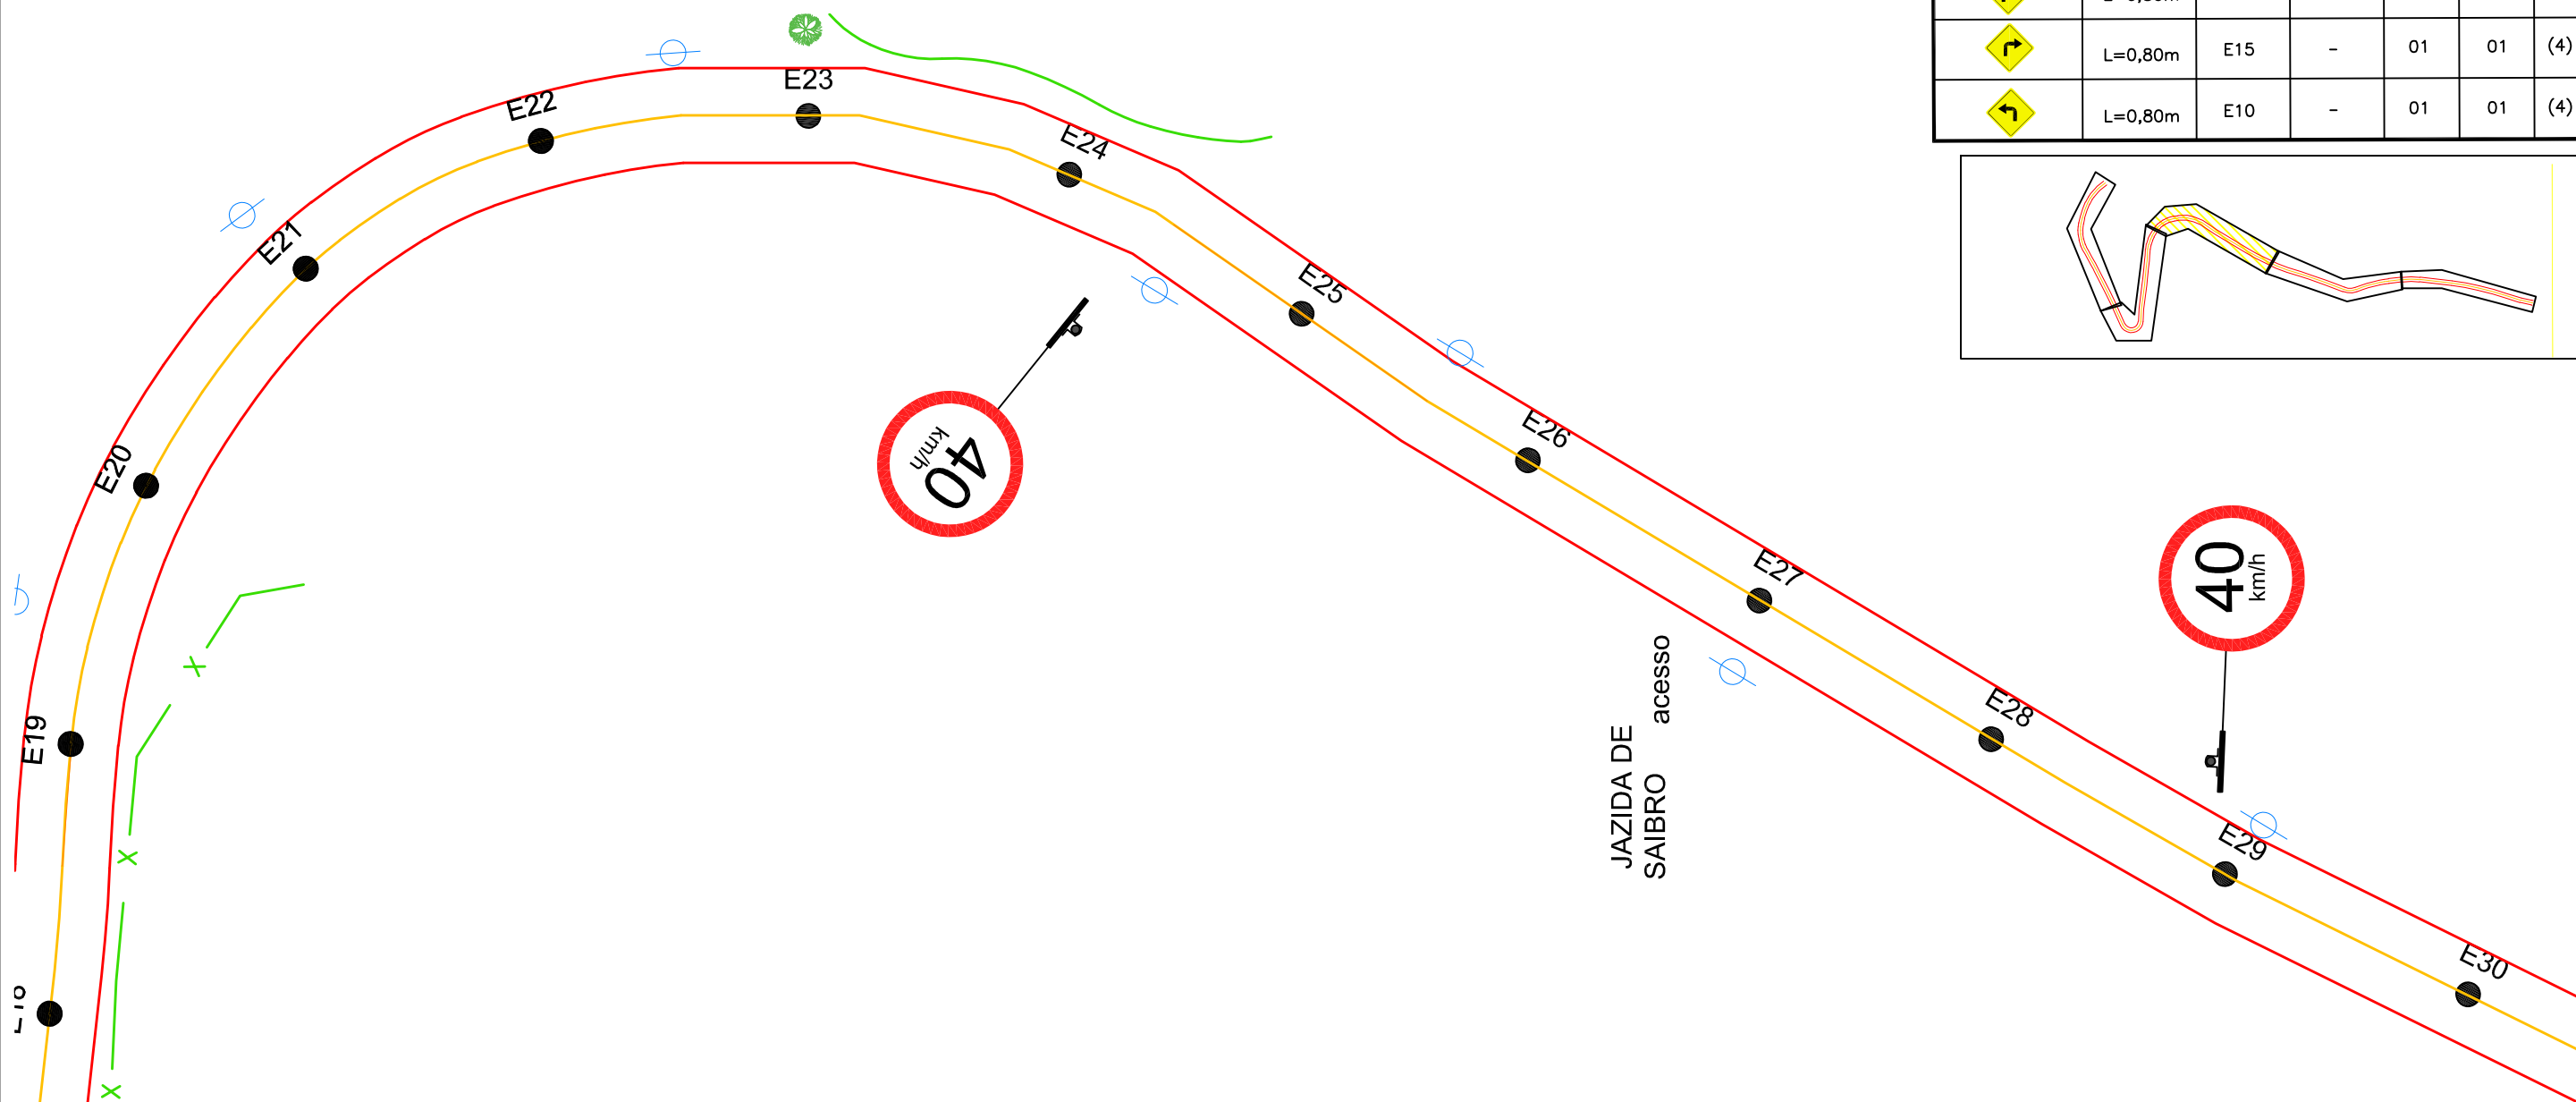 L=0,80m E15 - 01 01 (4)
L=0,80m E10 - 01 01 (4)
E23
E22
E24
E21
E25
E20
E26
40
km/h
E27
40
km/h
acesso
JAZIDA DE
SAIBRO
E28
E19
E29
E30